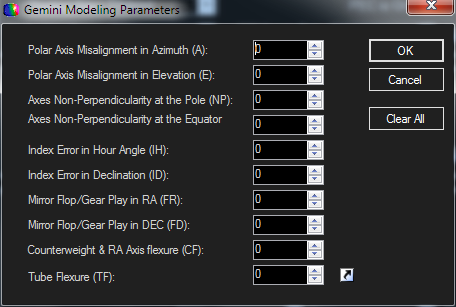 Gemini Modeling Parameters
Polar Axis Misalignment in Azimuth (A): 0 OK
Polar Axis Misalignment in Elevation (E): 0 Cancel
Axes Non-Perpendicularity at the Pole (NP): 0
Axes Non-Perpendicularity at the Equator 0 Clear All
Index Error in Hour Angle (IH): 0
Index Error in Declination (ID): 0
Mirror Flop/Gear Play in RA (FR): 0
Mirror Flop/Gear Play in DEC (FD): 0
Counterweight & RA Axis flexure (CF): 0
Tube Flexure (TF): 0